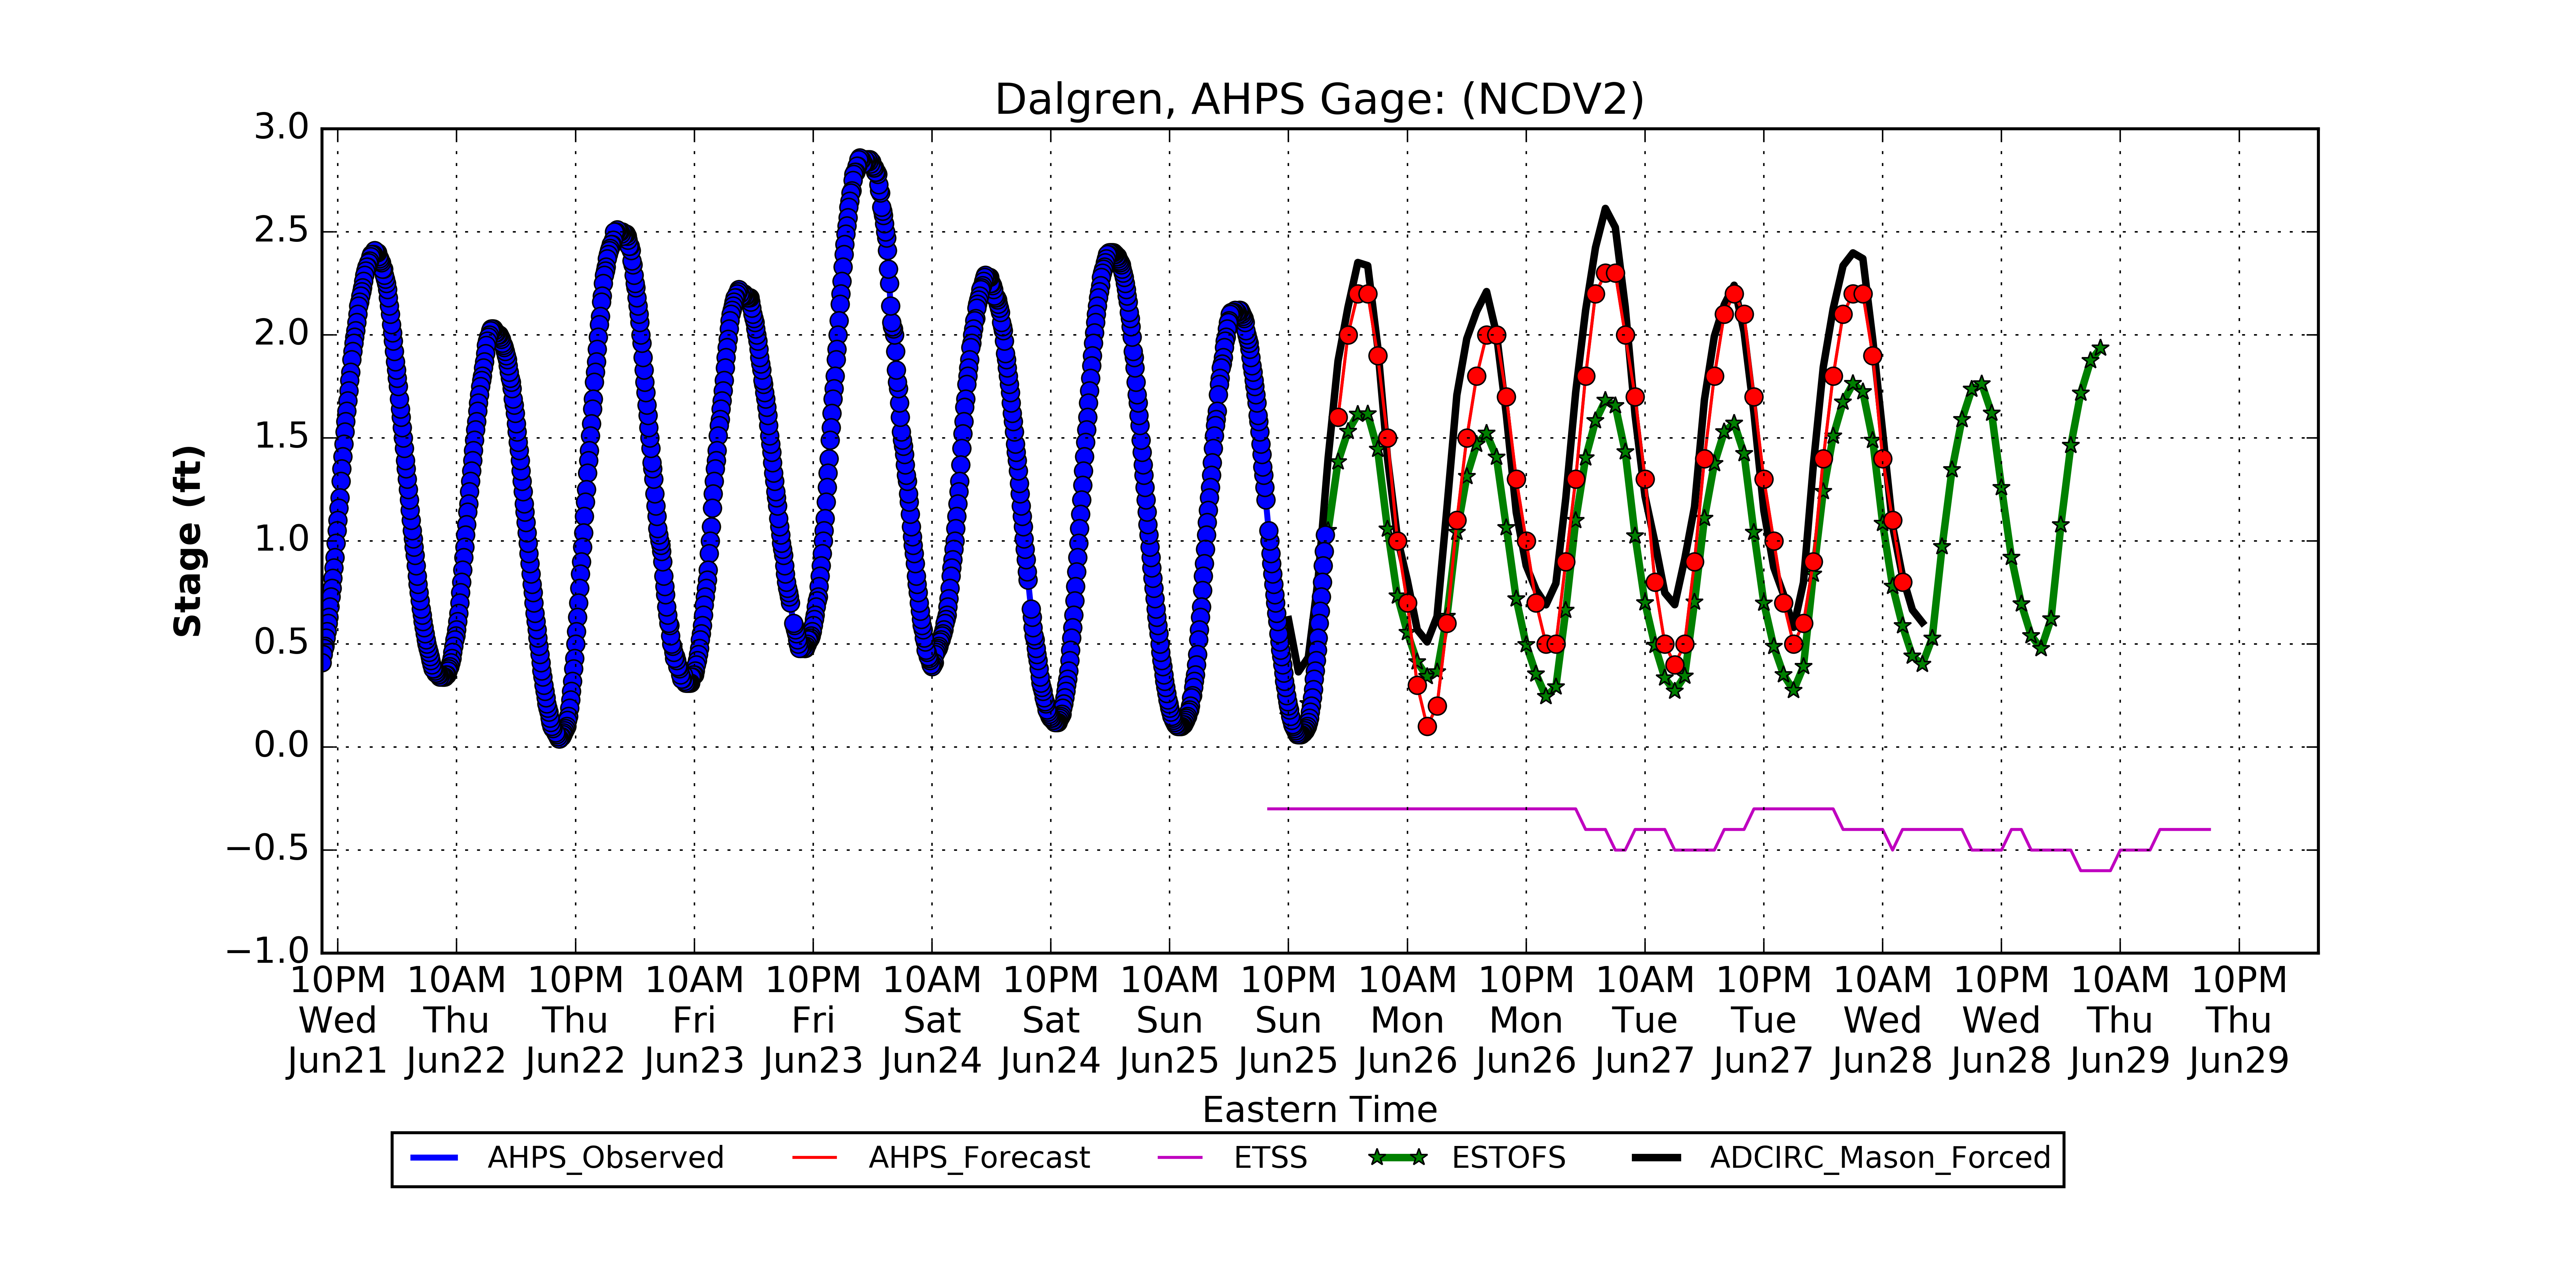 Dalgren, AHPS Gage: (NCDV2)
3.0
2.5
2.0
1.5
1.0
0.5
0.0
−0.5
−1.0
Stage (ft)
10PM 10AM 10PM 10AM 10PM 10AM 10PM 10AM 10PM 10AM 10PM 10AM 10PM 10AM 10PM 10AM 10PM
Wed Thu Thu Fri Fri Sat Sat Sun Sun Mon Mon Tue Tue Wed Wed Thu Thu
Jun21 Jun22 Jun22 Jun23 Jun23 Jun24 Jun24 Jun25 Jun25 Jun26 Jun26 Jun27 Jun27 Jun28 Jun28 Jun29 Jun29
Eastern Time
AHPS_Observed AHPS_Forecast ETSS ESTOFS ADCIRC_Mason_Forced